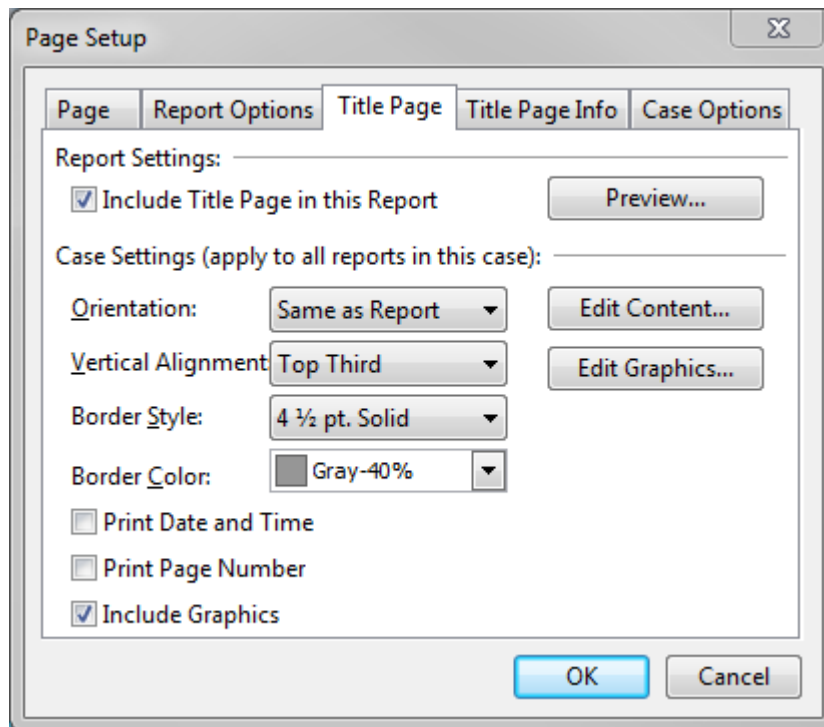 Page Setup
Page Report Options Title Page Title Page Info Case Options
Report Settings:
Include Title Page in this Report Preview...
Case Settings (apply to all reports in this case):
Orientation: Same as Report Edit Content...
Vertical Alignment: Top Third Edit Graphics...
Border Style: 4 ½ pt. Solid
Border Color: Gray-40%
Print Date and Time
Print Page Number
Include Graphics
OK Cancel